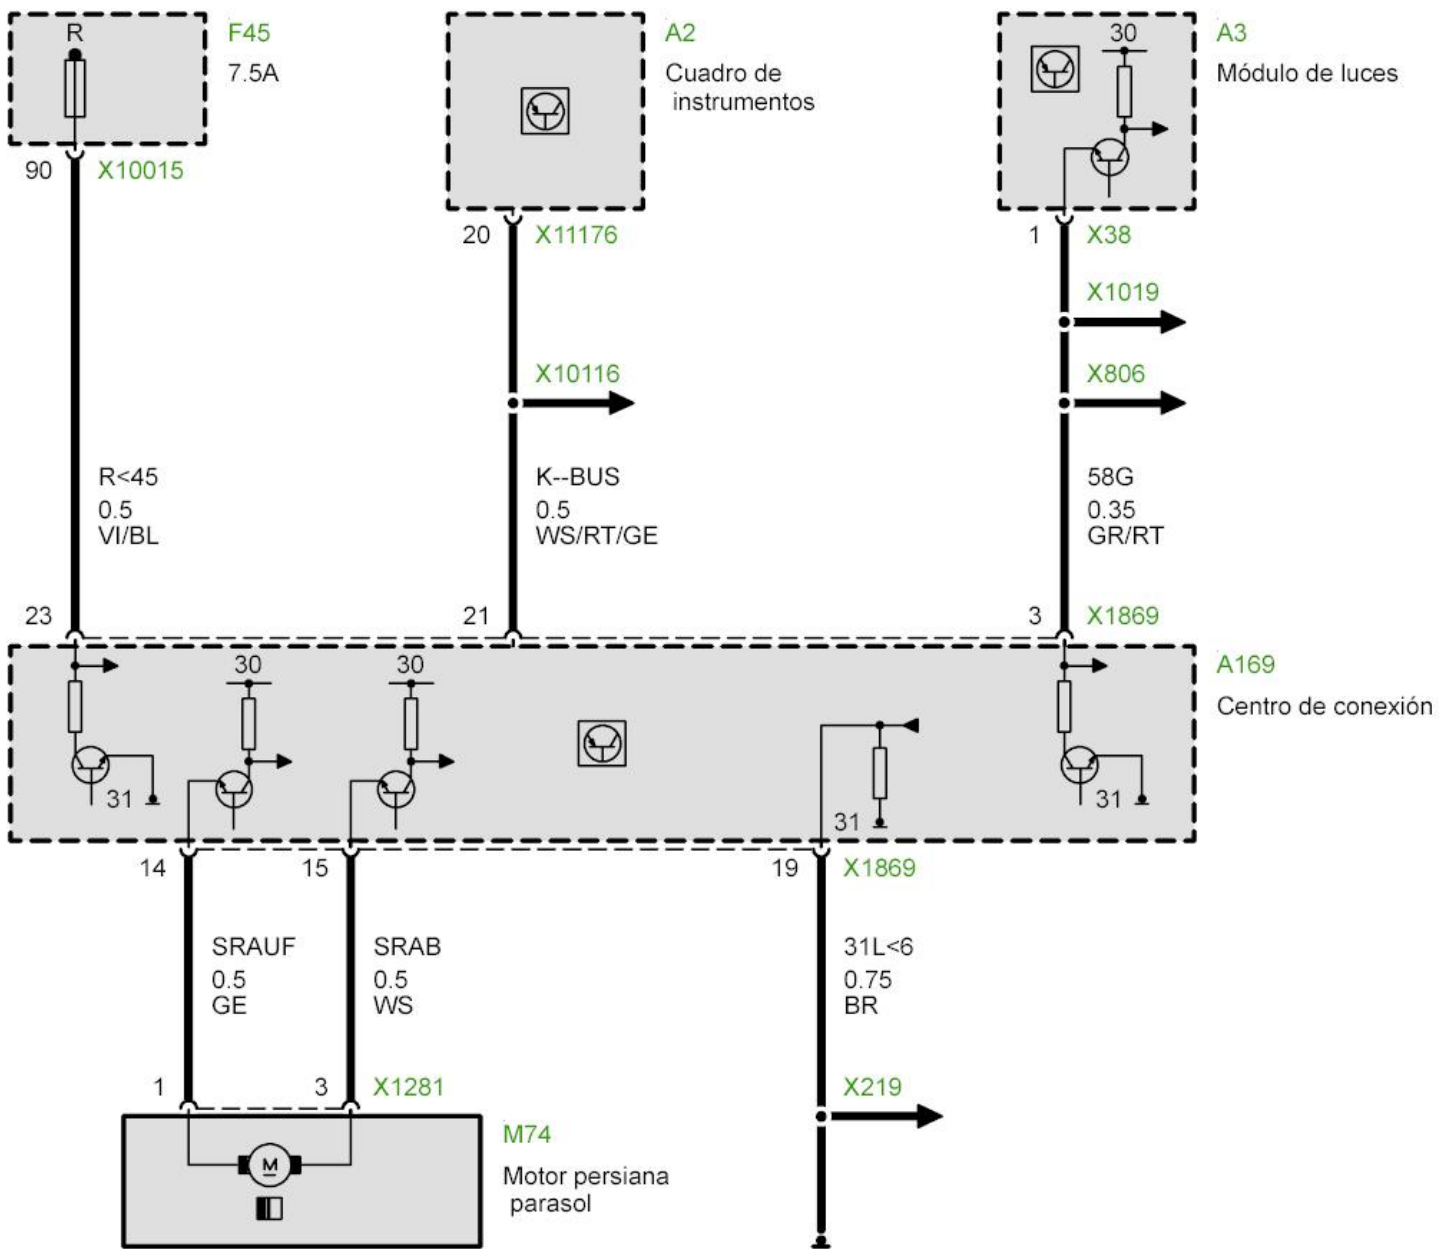 R
F45
7.5A
90
X10015
A2
Cuadro de
instrumentos
20
X11176
30
A3
Módulo de luces
1
X38
X1019
X10116
X806
R<45
0.5
VI/BL
K--BUS
0.5
WS/RT/GE
58G
0.35
GR/RT
23
21
3
X1869
30
30
A169
Centro de conexión
31
31
31
14
15
19
X1869
SRAUF
0.5
GE
SRAB
0.5
WS
31L<6
0.75
BR
1
3
X1281
X219
M
M74
Motor persiana
parasol